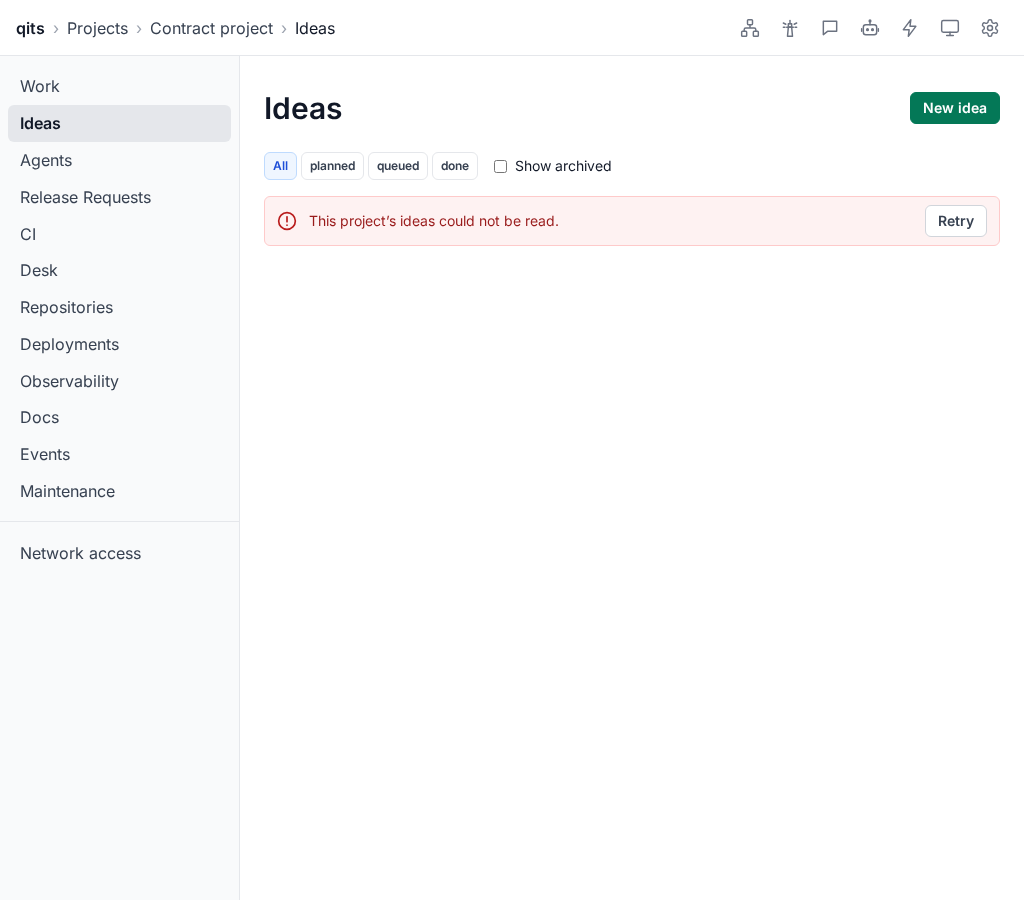 qits › Projects › Contract project › Ideas
Work
Ideas
Agents
Release Requests
CI
Desk
Repositories
Deployments
Observability
Docs
Events
Maintenance
Network access
Ideas
New idea
All planned queued done Show archived
This project’s ideas could not be read. Retry